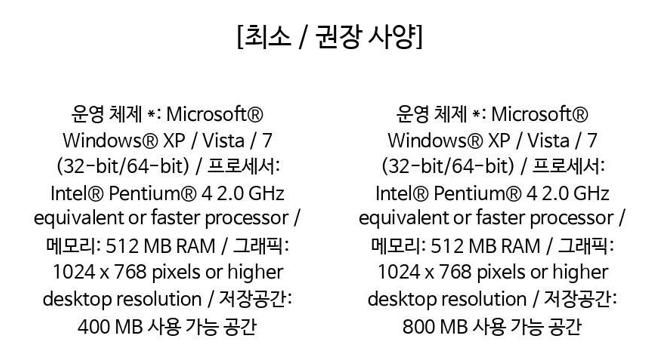 [최소 / 권장 사양]
운영 체제 *: Microsoft®
Windows® XP / Vista / 7
(32-bit/64-bit) / 프로세서:
Intel® Pentium® 4 2.0 GHz
equivalent or faster processor /
메모리: 512 MB RAM / 그래픽:
1024 x 768 pixels or higher
desktop resolution / 저장공간:
400 MB 사용 가능 공간
운영 체제 *: Microsoft®
Windows® XP / Vista / 7
(32-bit/64-bit) / 프로세서:
Intel® Pentium® 4 2.0 GHz
equivalent or faster processor /
메모리: 512 MB RAM / 그래픽:
1024 x 768 pixels or higher
desktop resolution / 저장공간:
800 MB 사용 가능 공간